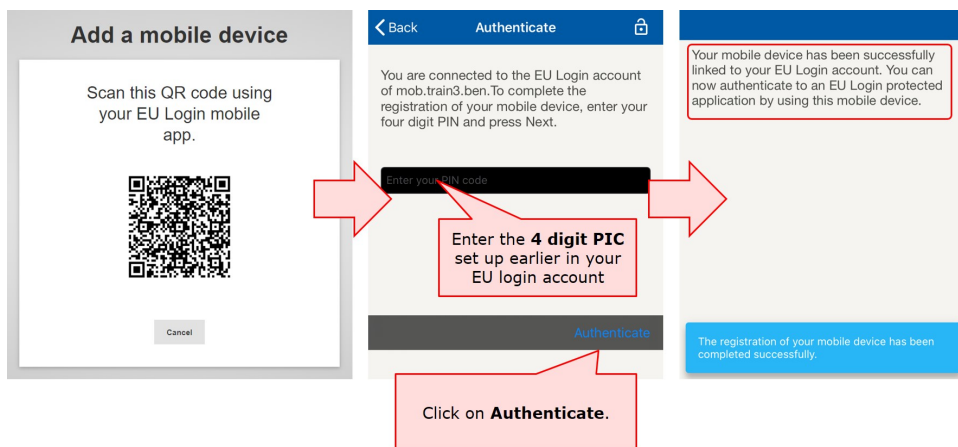 Add a mobile device
Scan this QR code using
your EU Login mobile
app.
Cancel
Back
Authenticate
You are connected to the EU Login account
of mob.train3.ben.To complete the
registration of your mobile device, enter your
four digit PIN and press Next.
Enter your PIN code
Enter the 4 digit PIC
set up earlier in your
EU login account
Authenticate
Click on Authenticate.
Your mobile device has been successfully
linked to your EU Login account. You can
now authenticate to an EU Login protected
application by using this mobile device.
The registration of your mobile device has been
completed successfully.